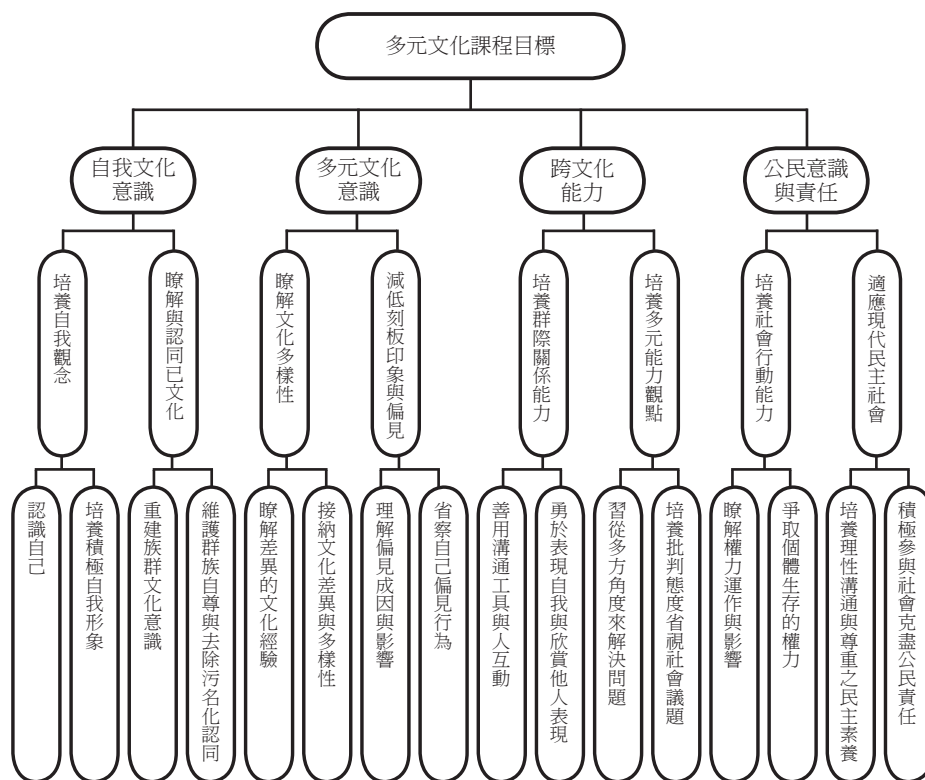 多元文化課程目標
自我文化
意識
多元文化
意識
跨文化
能力
公民意識
與責任
培養自我觀念
瞭解與認同已文化
瞭解文化多樣性
減低刻板印象與偏見
培養群際關係能力
培養多元能力觀點
培養社會行動能力
適應現代民主社會
認識自己
培養積極自我形象
重建族群文化意識
維護群族自尊與去除污名化認同
瞭解差異的文化經驗
接納文化差異與多樣性
理解偏見成因與影響
省察自己偏見行為
善用溝通工具與人互動
勇於表現自我與欣賞他人表現
習從多方角度來解決問題
培養批判態度省視社會議題
瞭解權力運作與影響
爭取個體生存的權力
培養理性溝通與尊重之民主素養
積極參與社會克盡公民責任